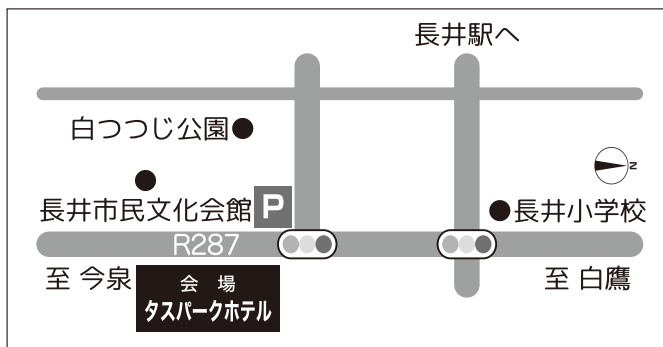 長井駅へ
白つつじ公園
長井市民文化会館
P
N
長井小学校
R287
至 今泉
至 白鷹
会 場
タスパークホテル